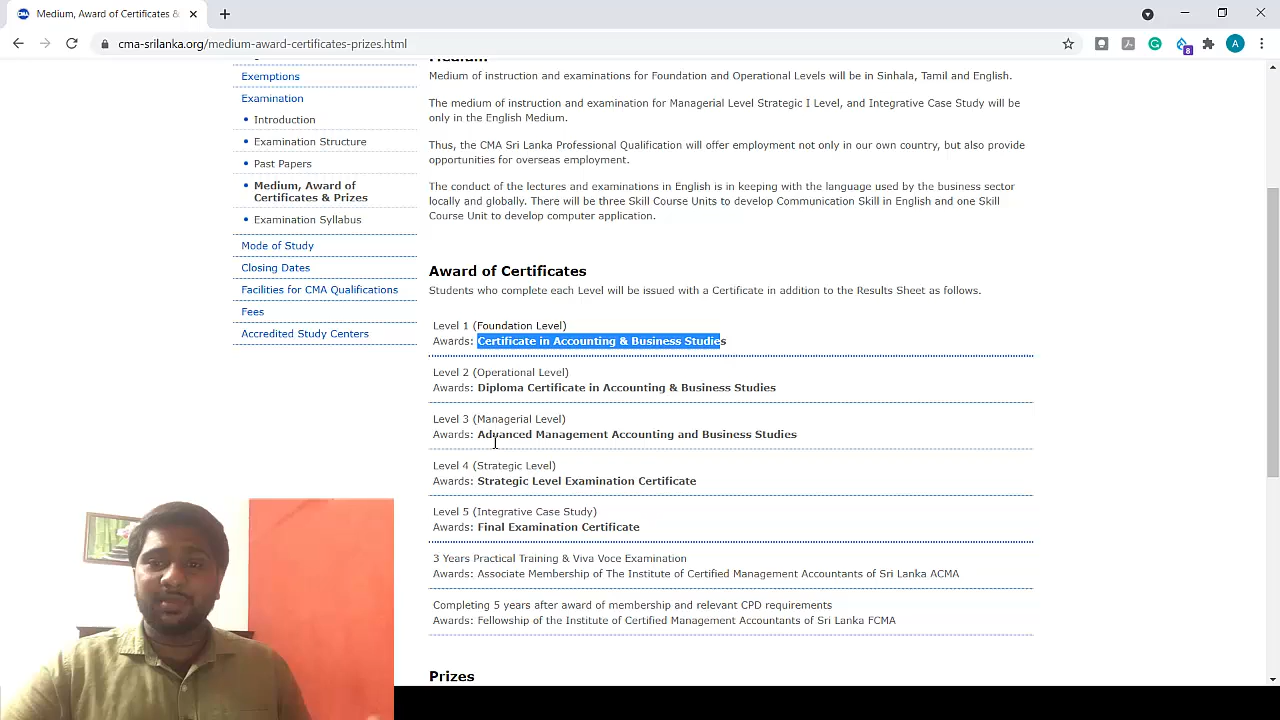 Medium, Award of Certificates &
cma-srilanka.org/medium-award-certificates-prizes.html
8
A
Exemptions
Examination
Introduction
Examination Structure
Past Papers
Medium, Award of
Certificates & Prizes
Examination Syllabus
Mode of Study
Closing Dates
Facilities for CMA Qualifications
Fees
Accredited Study Centers
Medium
Medium of instruction and examinations for Foundation and Operational Levels will be in Sinhala, Tamil and English.
The medium of instruction and examination for Managerial Level Strategic I Level, and Integrative Case Study will be
only in the English Medium.
Thus, the CMA Sri Lanka Professional Qualification will offer employment not only in our own country, but also provide
opportunities for overseas employment.
The conduct of the lectures and examinations in English is in keeping with the language used by the business sector
locally and globally. There will be three Skill Course Units to develop Communication Skill in English and one Skill
Course Unit to develop computer application.
Award of Certificates
Students who complete each Level will be issued with a Certificate in addition to the Results Sheet as follows.
Level 1 (Foundation Level)
Awards: Certificate in Accounting & Business Studies
Level 2 (Operational Level)
Awards: Diploma Certificate in Accounting & Business Studies
Level 3 (Managerial Level)
Awards: Advanced Management Accounting and Business Studies
Level 4 (Strategic Level)
Awards: Strategic Level Examination Certificate
Level 5 (Integrative Case Study)
Awards: Final Examination Certificate
3 Years Practical Training & Viva Voce Examination
Awards: Associate Membership of The Institute of Certified Management Accountants of Sri Lanka ACMA
Completing 5 years after award of membership and relevant CPD requirements
Awards: Fellowship of the Institute of Certified Management Accountants of Sri Lanka FCMA
Prizes